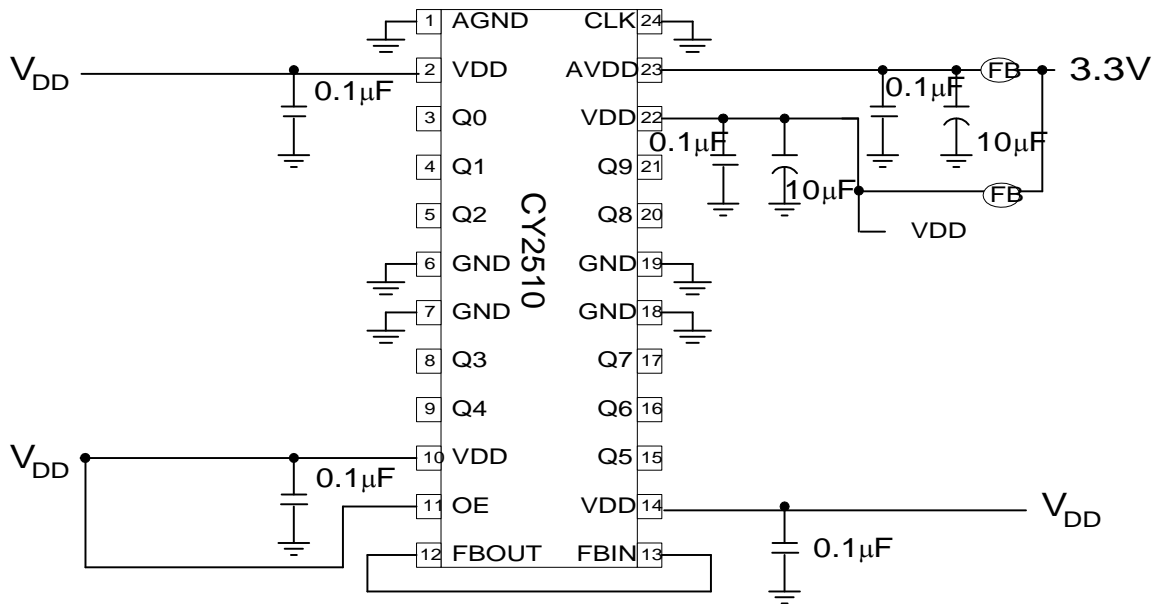 1 AGND CLK 24
VDD 2 VDD AVDD 23 FB 3.3V
0.1μF 0.1μF 10μF
3 Q0 VDD 22
0.1μF 10μF
4 Q1 Q9 21
FB
5 Q2 Q8 20
VDD
CY2510
6 GND GND 19
7 GND GND 18
8 Q3 Q7 17
9 Q4 Q6 16
VDD 10 VDD Q5 15
0.1μF
11 OE VDD 14 VDD
0.1μF
12 FBOUT FBIN 13